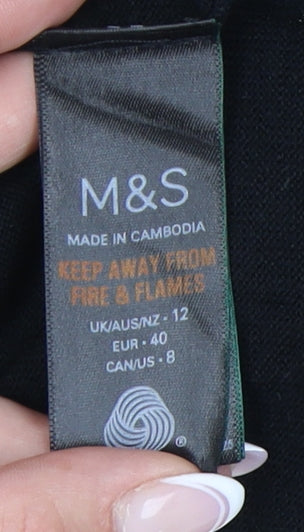 M&S
MADE IN CAMBODIA
KEEP AWAY FROM
FIRE & FLAMES
UK/AUS/NZ · 12
EUR · 40
CAN/US · 8
®